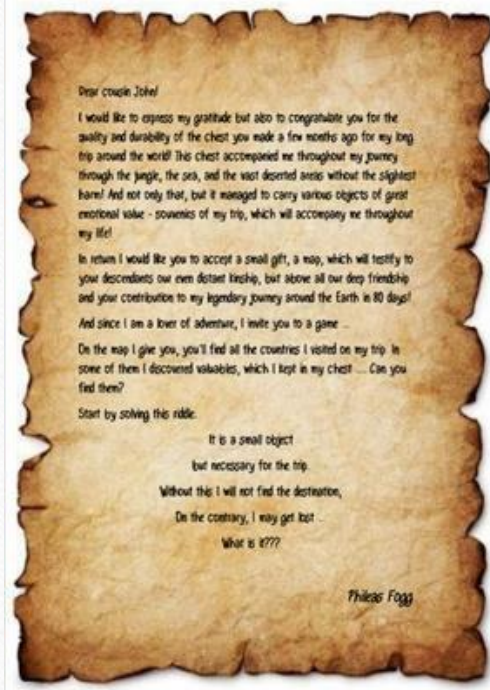 Dear cousin John!
I would like to express my gratitude but also to congratulate you for the
quality and durability of the chest you made a few months ago for my long
trip around the world! This chest accompanied me throughout my journey
through the jungle, the sea, and the vast deserted areas without the slightest
harm! And not only that, but it managed to carry various objects of great
emotional value - souvenirs of my trip, which will accompany me throughout
my life!
In return I would like you to accept a small gift, a map, which will testify to
your descendants our even distant kinship, but above all our deep friendship
and your contribution to my legendary journey around the Earth in 80 days!
And since I am a lover of adventure, I invite you to a game ...
On the map I give you, you'll find all the countries I visited on my trip. In
some of them I discovered valuables, which I kept in my chest ... Can you
find them?
Start by solving this riddle.
It is a small object
but necessary for the trip.
Without this I will not find the destination,
On the contrary, I may get lost ...
What is it???
Phileas Fogg